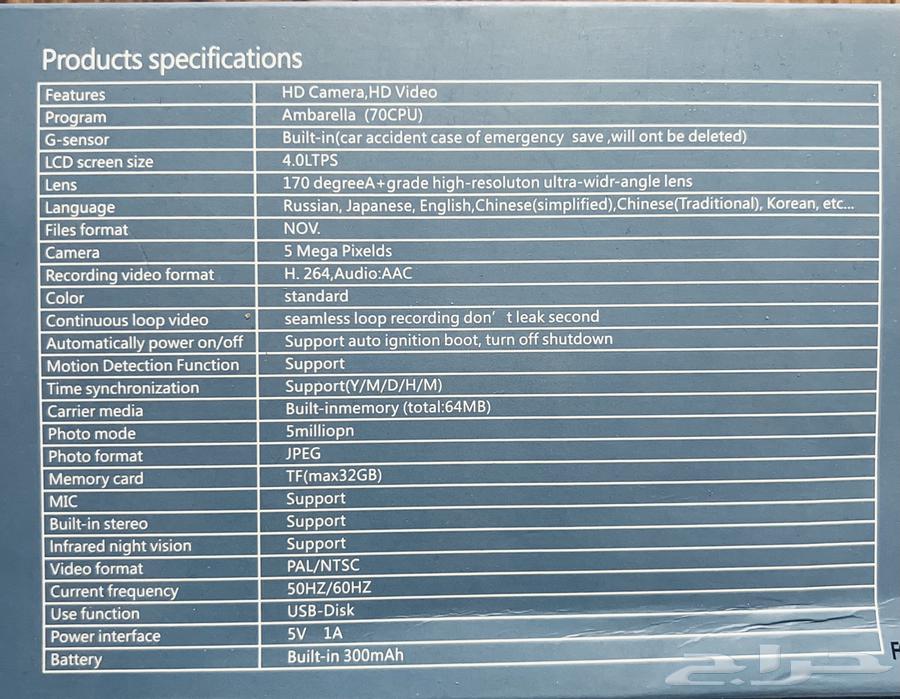 Products specifications
Features HD Camera,HD Video
Program Ambarella (70CPU)
G-sensor Built-in(car accident case of emergency save ,will ont be deleted)
LCD screen size 4.0LTPS
Lens 170 degreeA+grade high-resoluton ultra-widr-angle lens
Language Russian, Japanese, English,Chinese(simplified),Chinese(Traditional), Korean, etc...
Files format NOV.
Camera 5 Mega Pixelds
Recording video format H. 264,Audio:AAC
Color standard
Continuous loop video seamless loop recording don' t leak second
Automatically power on/off Support auto ignition boot, turn off shutdown
Motion Detection Function Support
Time synchronization Support(Y/M/D/H/M)
Carrier media Built-inmemory (total:64MB)
Photo mode 5milliopn
Photo format JPEG
Memory card TF(max32GB)
MIC Support
Built-in stereo Support
Infrared night vision Support
Video format PAL/NTSC
Current frequency 50HZ/60HZ
Use function USB-Disk
Power interface 5V 1A
Battery Built-in 300mAh
حراج